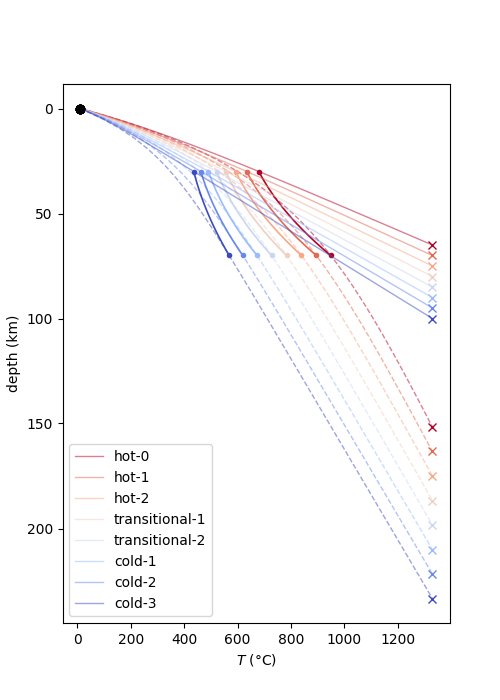 0
50
100
150
200
depth (km)
hot-0
hot-1
hot-2
transitional-1
transitional-2
cold-1
cold-2
cold-3
0 200 400 600 800 1000 1200
T (°C)